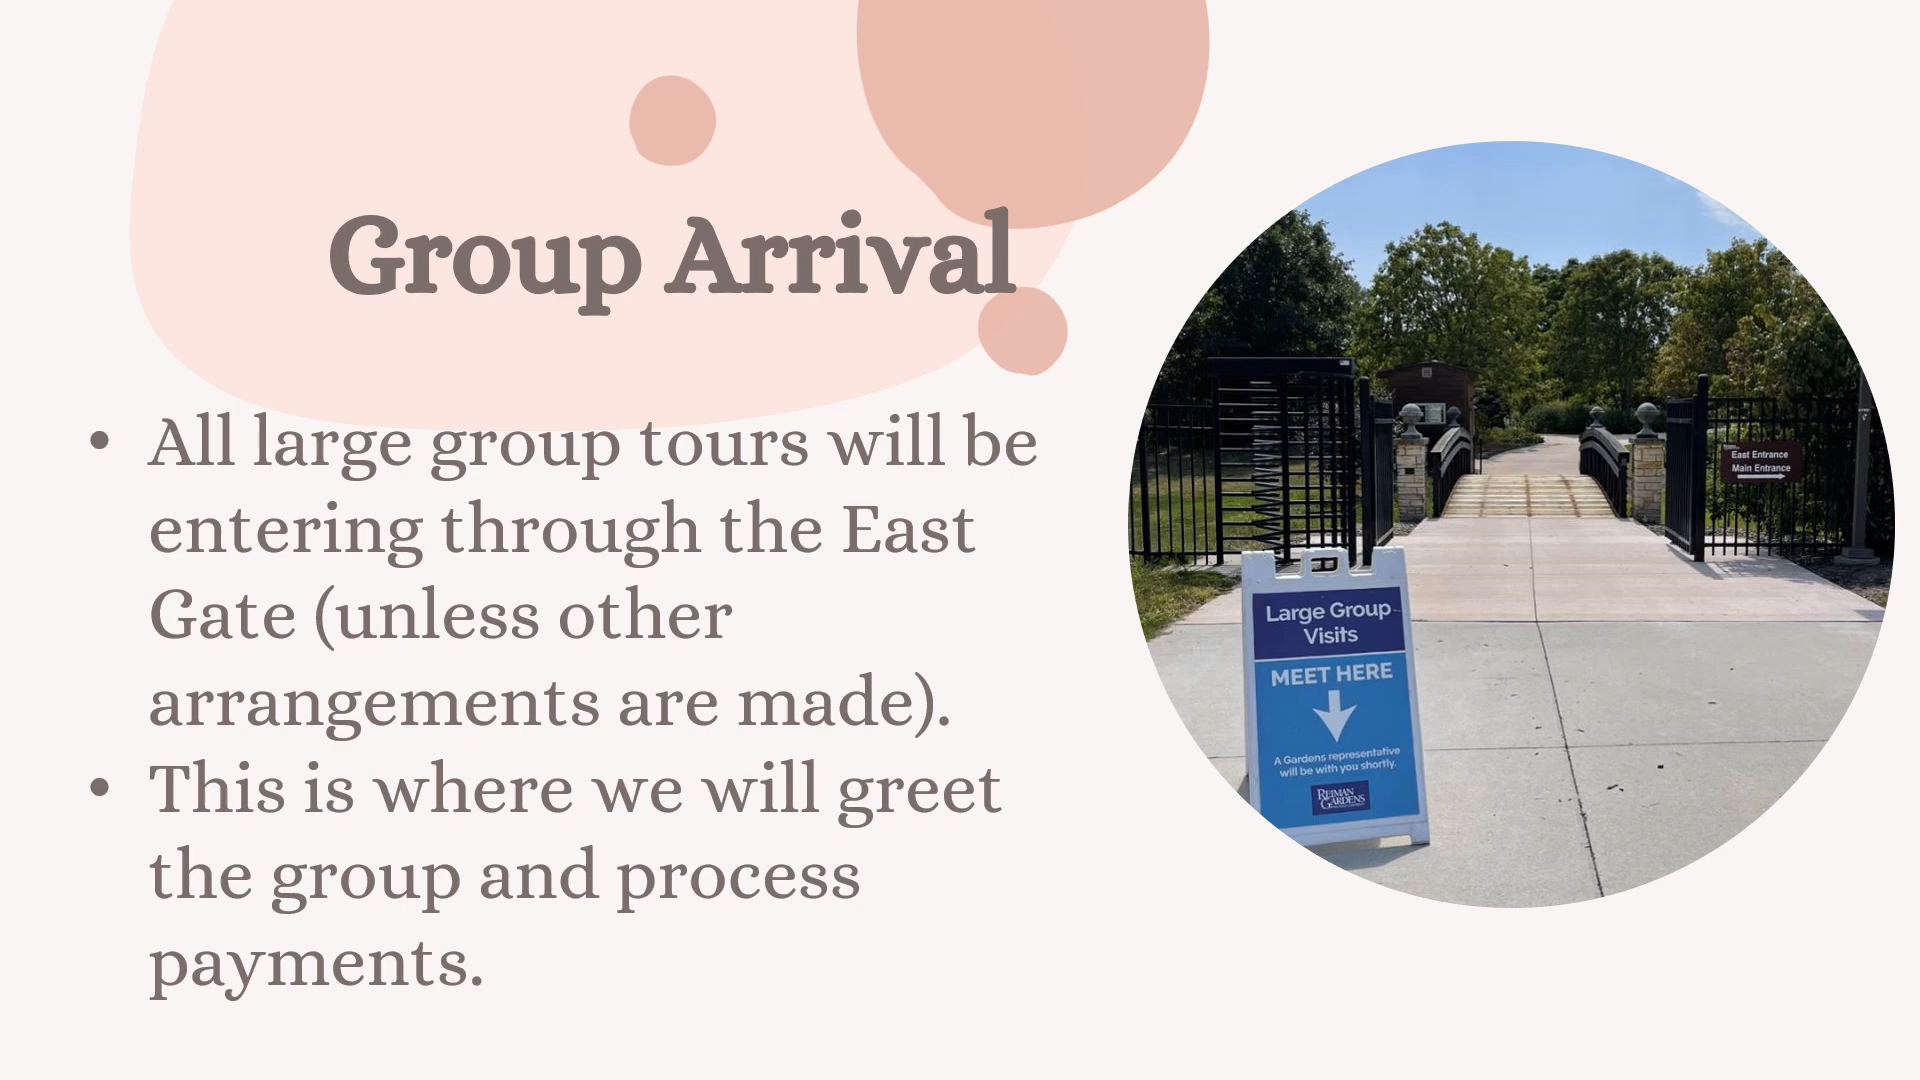 Group Arrival
• All large group tours will be
entering through the East
Gate (unless other
arrangements are made).
• This is where we will greet
the group and process
payments.
East Entrance
Main Entrance
Large Group
Visits
MEET HERE
A Gardens representative
will be with you shortly.
REIMAN
GARDENS